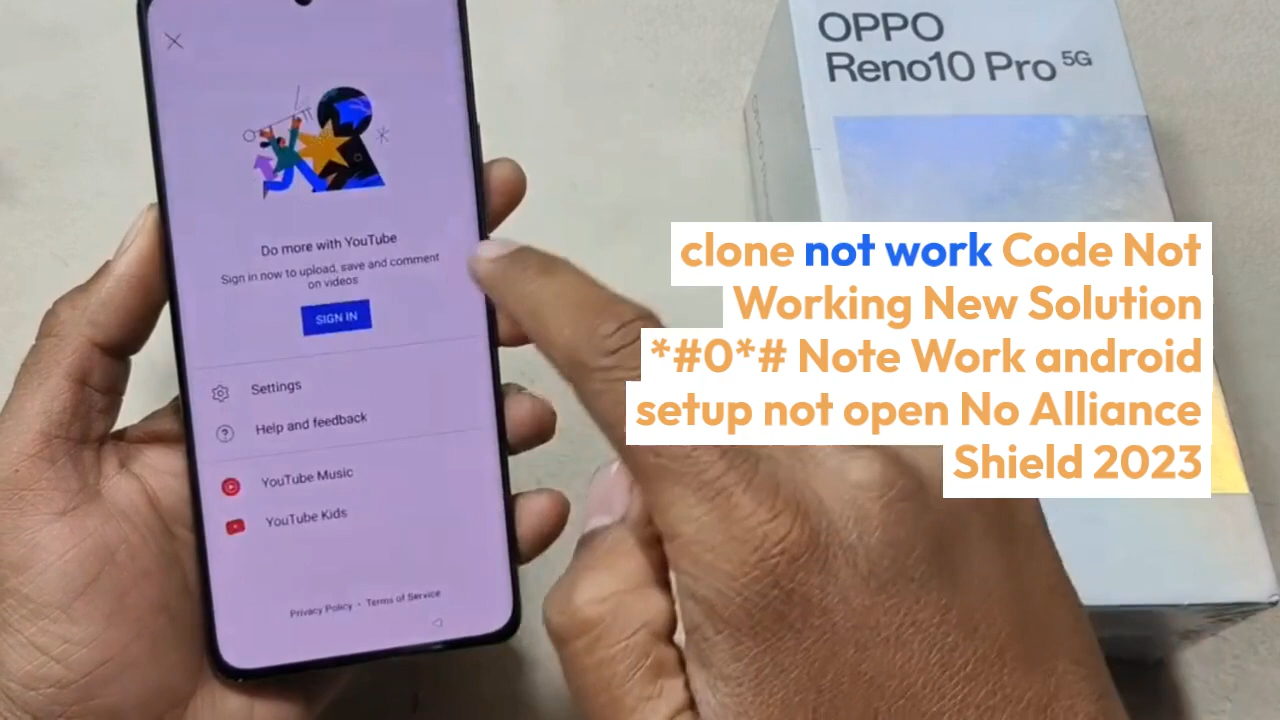 OPPO
Reno10 Pro 5G
Do more with YouTube
Sign in now to upload, save and comment
on videos
SIGN IN
Settings
Help and feedback
YouTube Music
YouTube Kids
Privacy Policy • Terms of Service
clone not work Code Not
Working New Solution
*#0*# Note Work android
setup not open No Alliance
Shield 2023